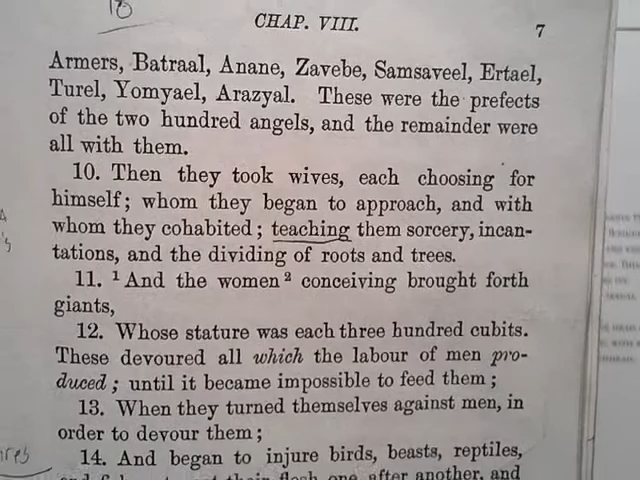 18
CHAP. VIII.
7
Armers, Batraal, Anane, Zavebe, Samsaveel, Ertael,
Turel, Yomyael, Arazyal. These were the prefects
of the two hundred angels, and the remainder were
all with them.
10. Then they took wives, each choosing for
himself; whom they began to approach, and with
whom they cohabited; teaching them sorcery, incan-
tations, and the dividing of roots and trees.
11. ¹ And the women ² conceiving brought forth
giants,
12. Whose stature was each three hundred cubits.
These devoured all which the labour of men pro-
duced; until it became impossible to feed them;
13. When they turned themselves against men, in
order to devour them;
14. And began to injure birds, beasts, reptiles,
flesh one after another, and